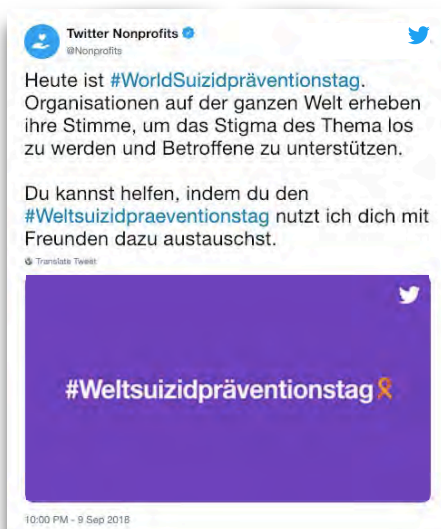 Twitter Nonprofits
@Nonprofits
Heute ist #WorldSuizidpräventionstag.
Organisationen auf der ganzen Welt erheben
ihre Stimme, um das Stigma des Thema los
zu werden und Betroffene zu unterstützen.
Du kannst helfen, indem du den
#Weltsuizidpraeventionstag nutzt ich dich mit
Freunden dazu austauschst.
Translate Tweet
#Weltsuizidpräventionstag
10:00 PM - 9 Sep 2018